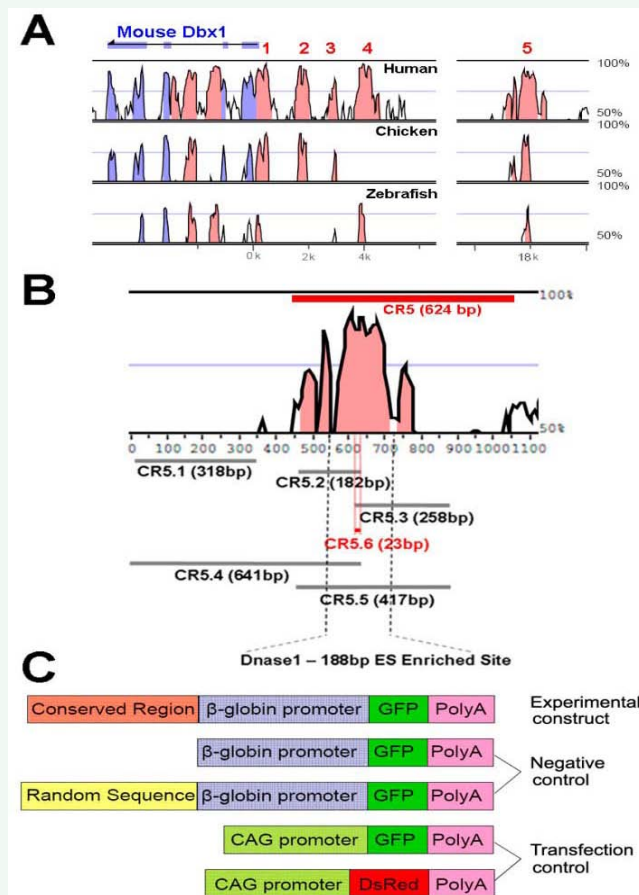 A
Mouse Dbx1
1 2 3 4 5
Human
100%
50%
100%
Chicken
50%
100%
Zebrafish
50%
0k 2k 4k 18k
B
CR5 (624 bp)
100%
50%
0 100 200 300 400 500 600 700 800 900 1000 1100
CR5.1 (318bp)
CR5.2 (182bp)
CR5.3 (258bp)
CR5.6 (23bp)
CR5.4 (641bp)
CR5.5 (417bp)
Dnase1 – 188bp ES Enriched Site
C
Conserved Region β-globin promoter GFP PolyA
Experimental
construct
β-globin promoter GFP PolyA
Negative
control
Random Sequence β-globin promoter GFP PolyA
CAG promoter GFP PolyA
Transfection
control
CAG promoter DsRed PolyA